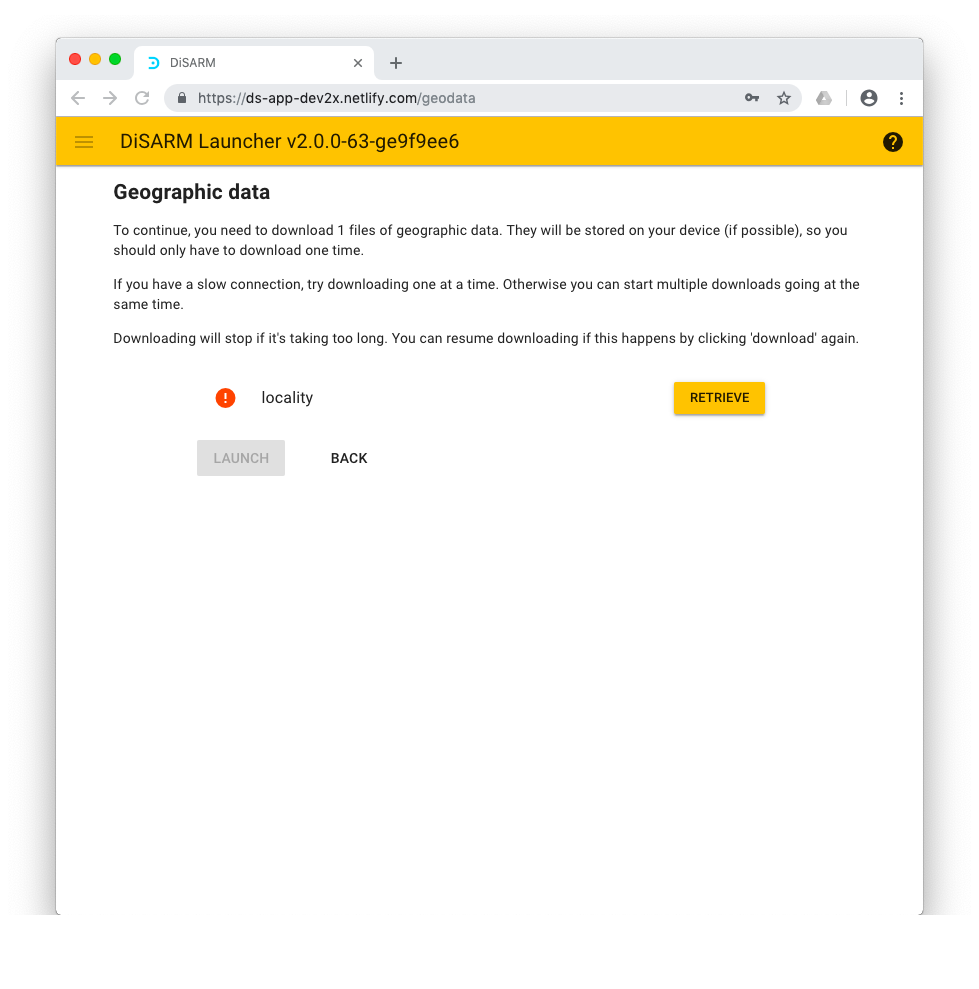 DiSARM
https://ds-app-dev2x.netlify.com/geodata
DiSARM Launcher v2.0.0-63-ge9f9ee6
Geographic data
To continue, you need to download 1 files of geographic data. They will be stored on your device (if possible), so you
should only have to download one time.
If you have a slow connection, try downloading one at a time. Otherwise you can start multiple downloads going at the
same time.
Downloading will stop if it's taking too long. You can resume downloading if this happens by clicking 'download' again.
locality
RETRIEVE
LAUNCH
BACK